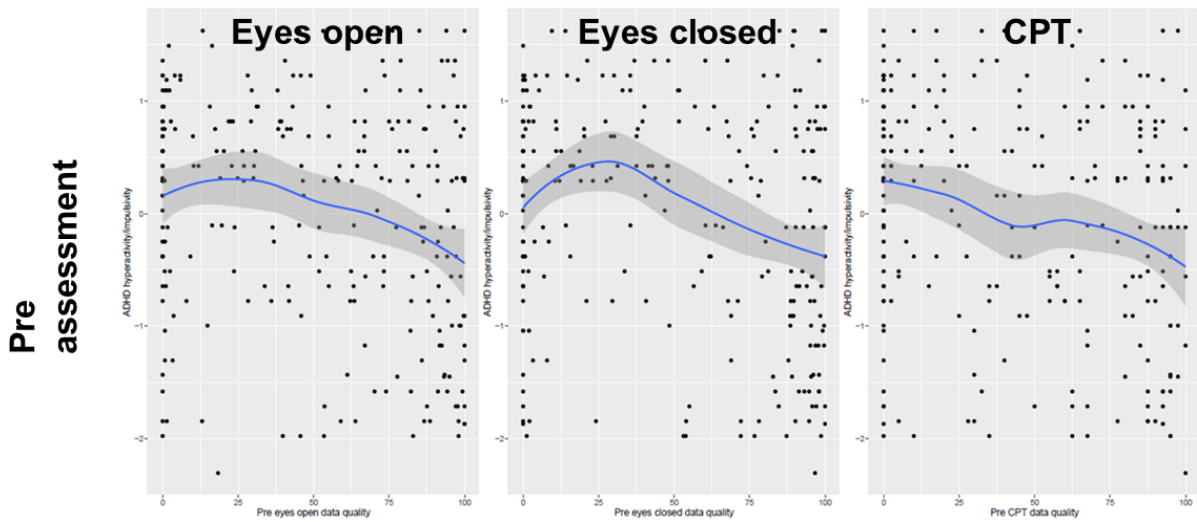 Eyes open
Eyes closed
CPT
Pre
assessment
ADHD hyperactivity/impulsivity
1
0
−1
−2
0
25
50
75
100
Pre eyes open data quality
ADHD hyperactivity/impulsivity
1
0
−1
−2
0
25
50
75
100
Pre eyes closed data quality
ADHD hyperactivity/impulsivity
1
0
−1
−2
0
25
50
75
100
Pre CPT data quality